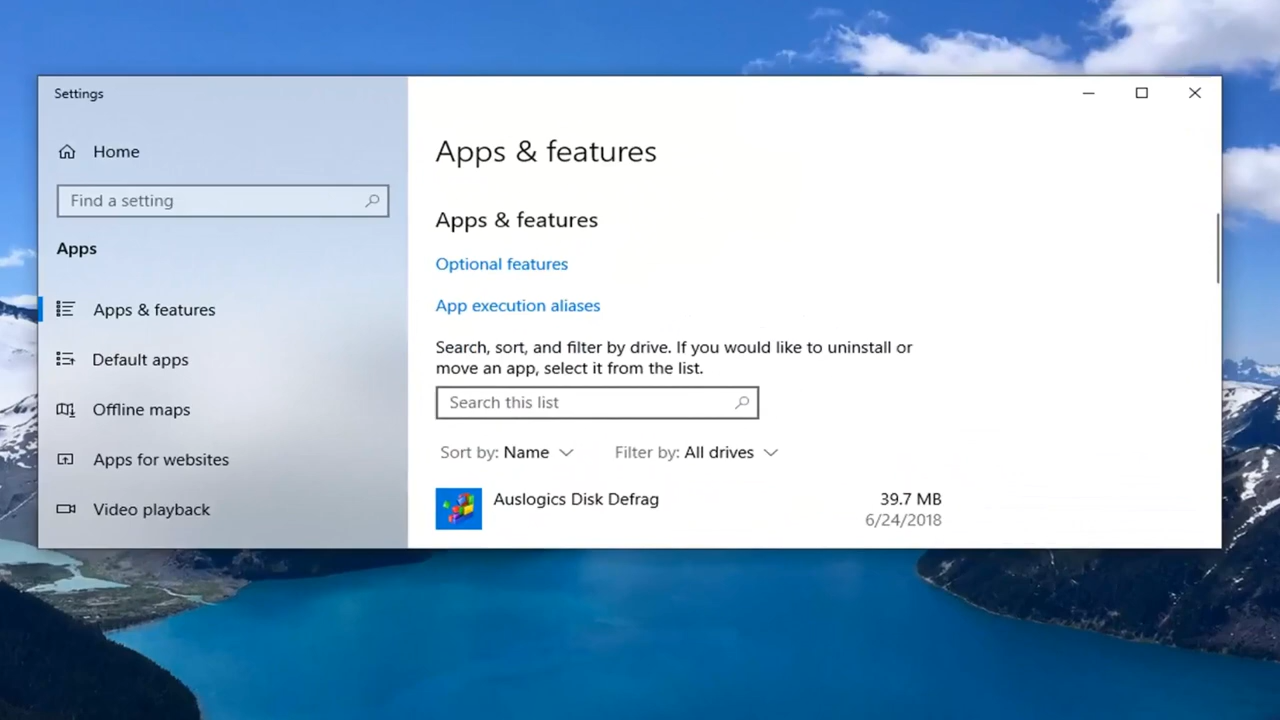 Settings
Home
Find a setting
Apps
Apps & features
Default apps
Offline maps
Apps for websites
Video playback
Apps & features
Apps & features
Optional features
App execution aliases
Search, sort, and filter by drive. If you would like to uninstall or
move an app, select it from the list.
Search this list
Sort by: Name Filter by: All drives
Auslogics Disk Defrag 39.7 MB
6/24/2018